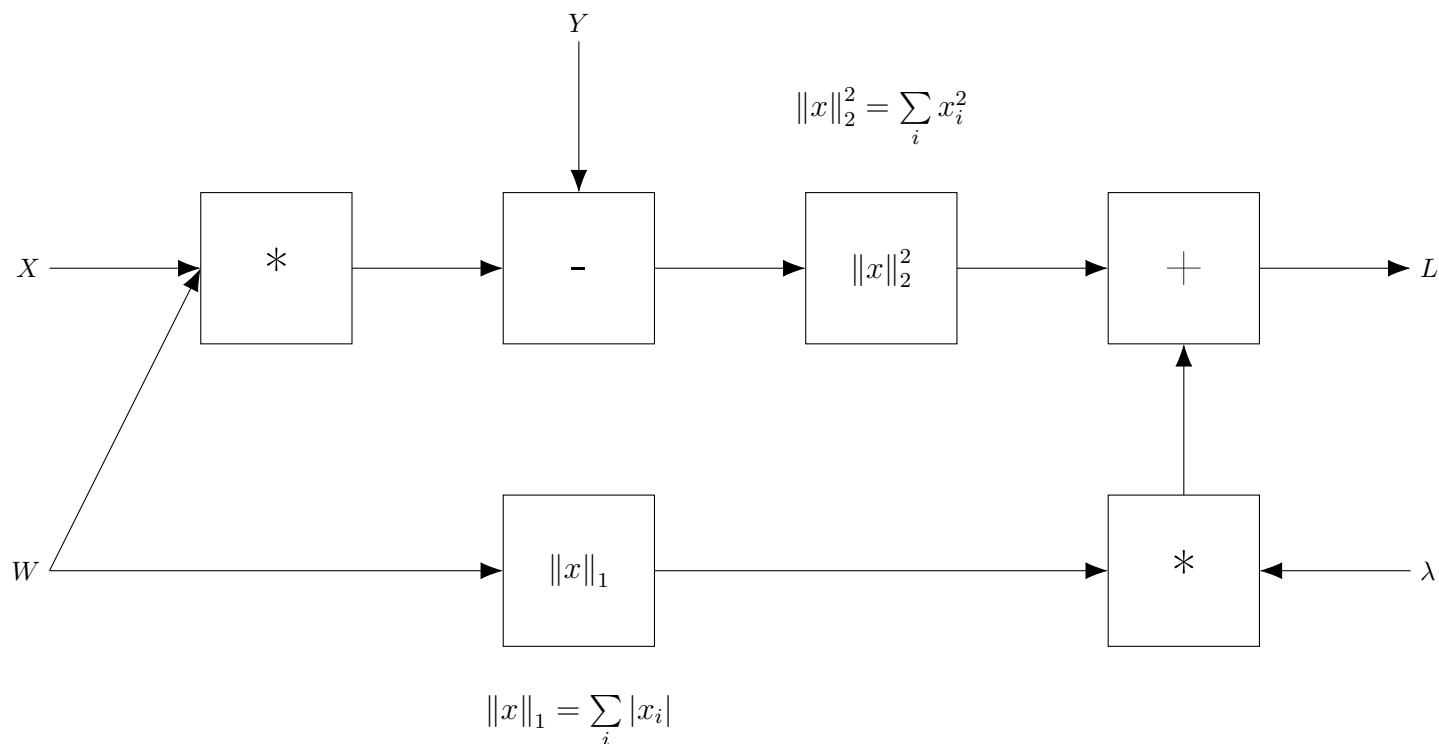 Y
‖x‖₂² = ∑ᵢ xᵢ²
X
*
-
‖x‖₂²
+
L
W
‖x‖₁
*
λ
‖x‖₁ = ∑ᵢ |xᵢ|